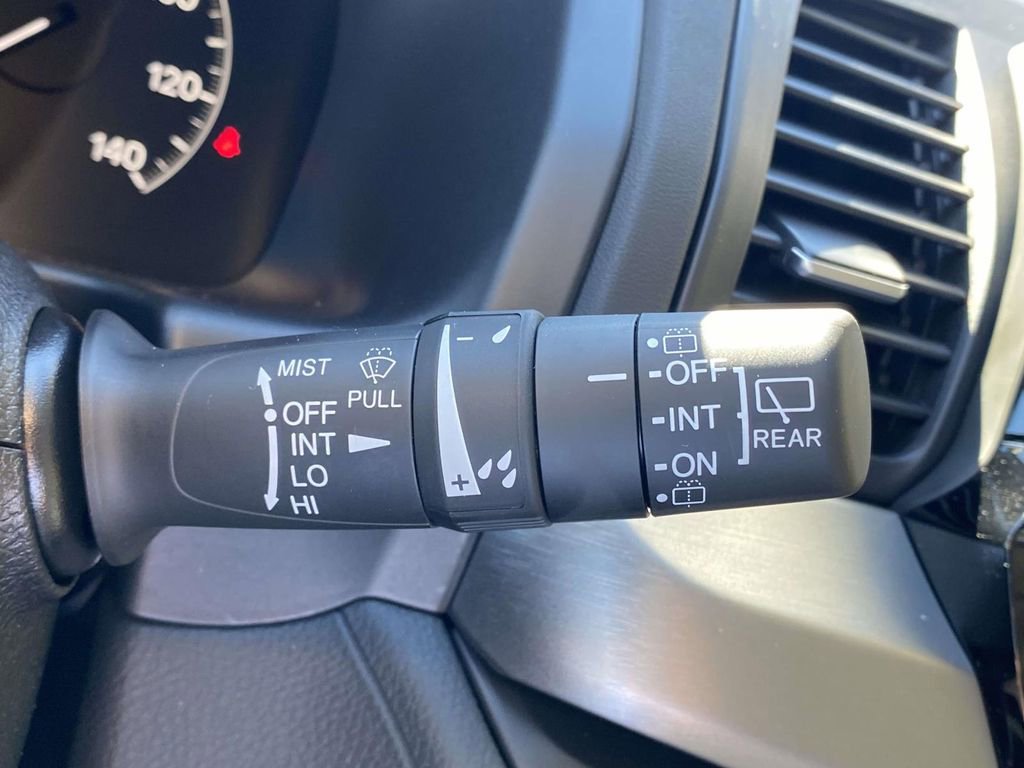 120
140
MIST
PULL
OFF
INT
LO
HI
−
+
OFF
INT
ON
REAR